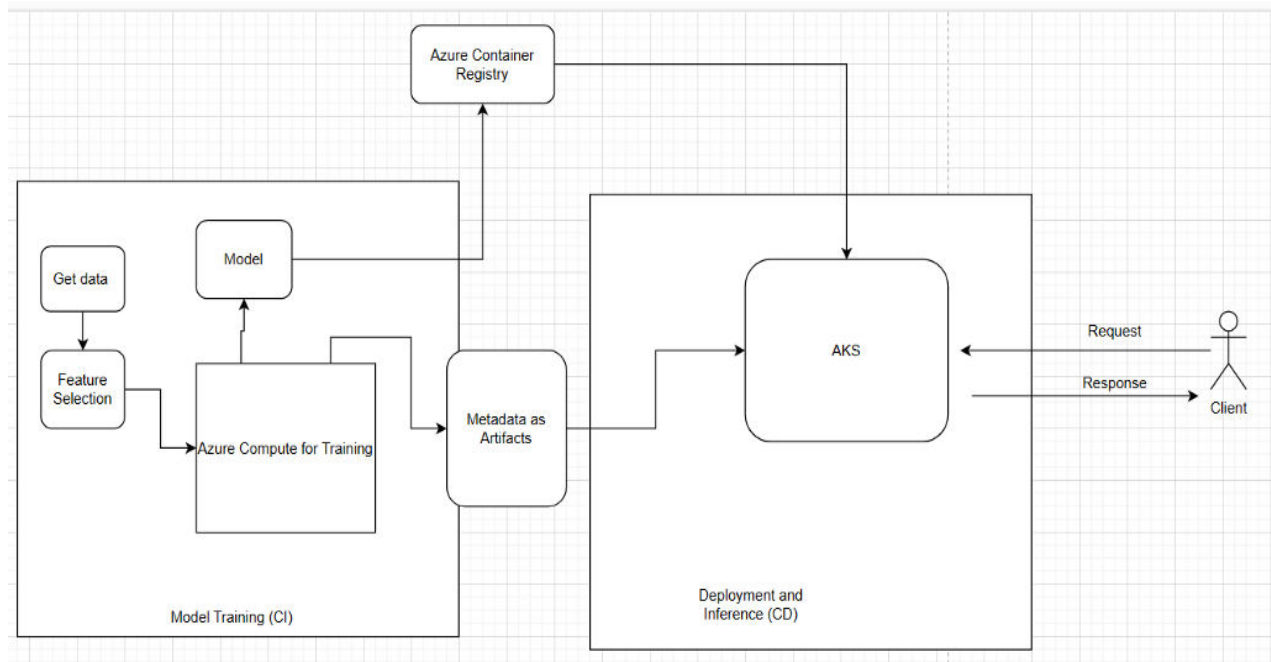 Azure Container
Registry
Model
Get data
Feature
Selection
Azure Compute for Training
Metadata as
Artifacts
AKS
Request
Response
Client
Model Training (CI)
Deployment and
Inference (CD)